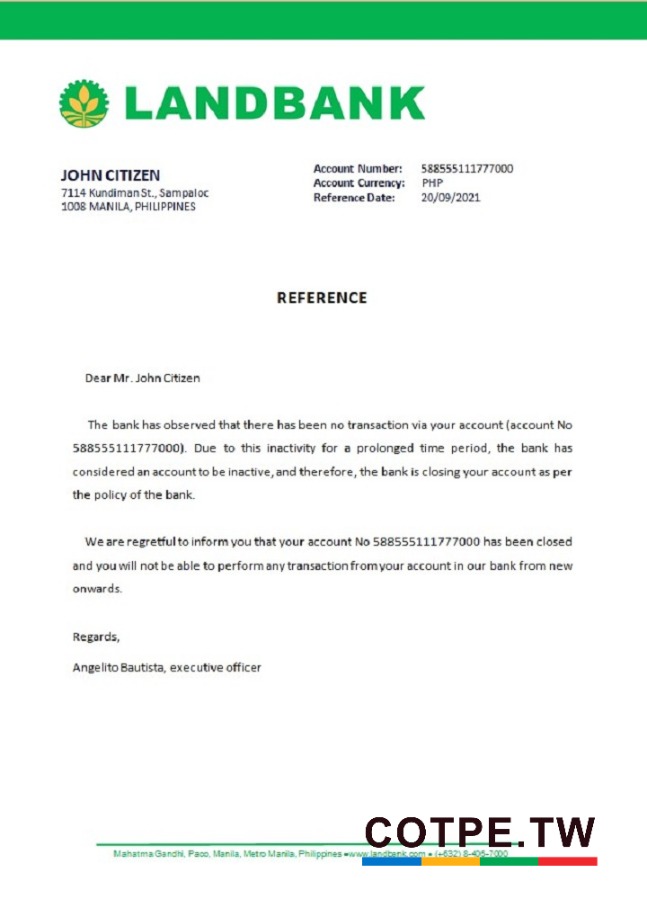 LANDBANK
JOHN CITIZEN
7114 Kundiman St., Sampaloc
1008 MANILA, PHILIPPINES
Account Number: 588555111777000
Account Currency: PHP
Reference Date: 20/09/2021
REFERENCE
Dear Mr. John Citizen
The bank has observed that there has been no transaction via your account (account No
588555111777000). Due to this inactivity for a prolonged time period, the bank has
considered an account to be inactive, and therefore, the bank is closing your account as per
the policy of the bank.
We are regretful to inform you that your account No 588555111777000 has been closed
and you will not be able to perform any transaction from your account in our bank from new
onwards.
Regards,
Angelito Bautista, executive officer
COTPE.TW
Mahatma Gandhi, Paco, Manila, Metro Manila, Philippines •www.landbank.com • (+632) 8-405-7000